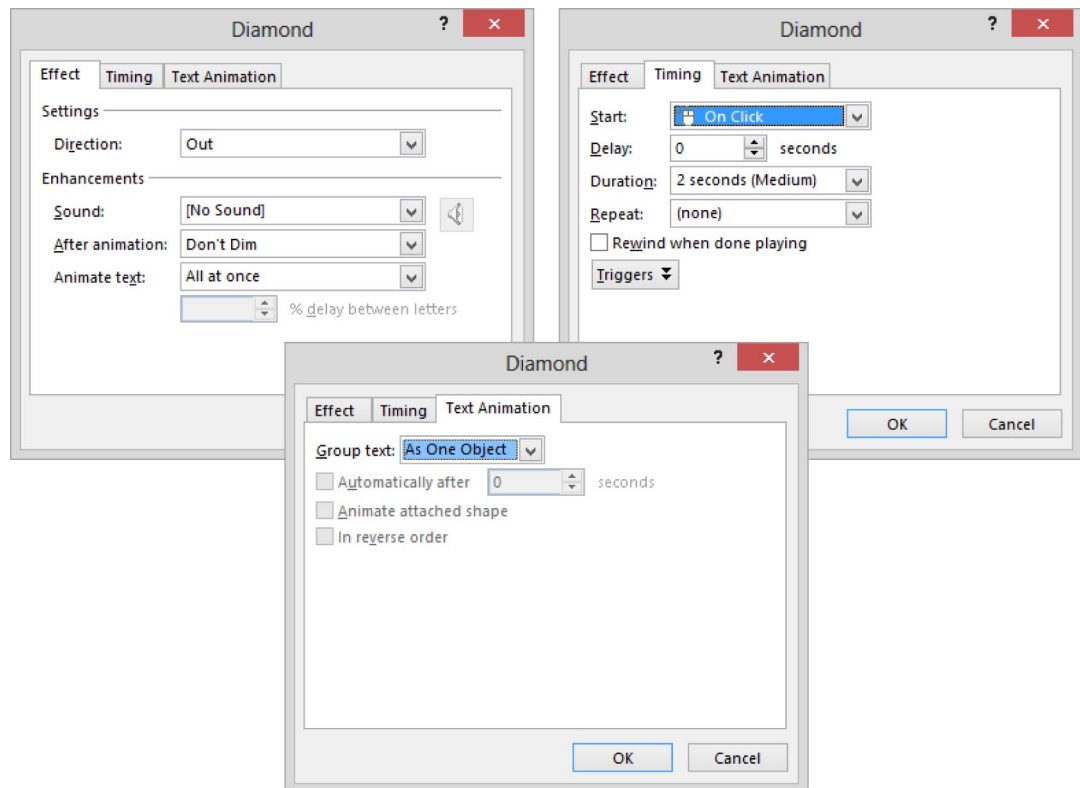 Diamond ?
Effect Timing Text Animation
Settings
Direction: Out
Enhancements
Sound: [No Sound]
After animation: Don't Dim
Animate text: All at once
% delay between letters
Diamond ?
Effect Timing Text Animation
Start: On Click
Delay: 0 seconds
Duration: 2 seconds (Medium)
Repeat: (none)
Rewind when done playing
Triggers
OK Cancel
Diamond ?
Effect Timing Text Animation
Group text: As One Object
Automatically after 0 seconds
Animate attached shape
In reverse order
OK Cancel